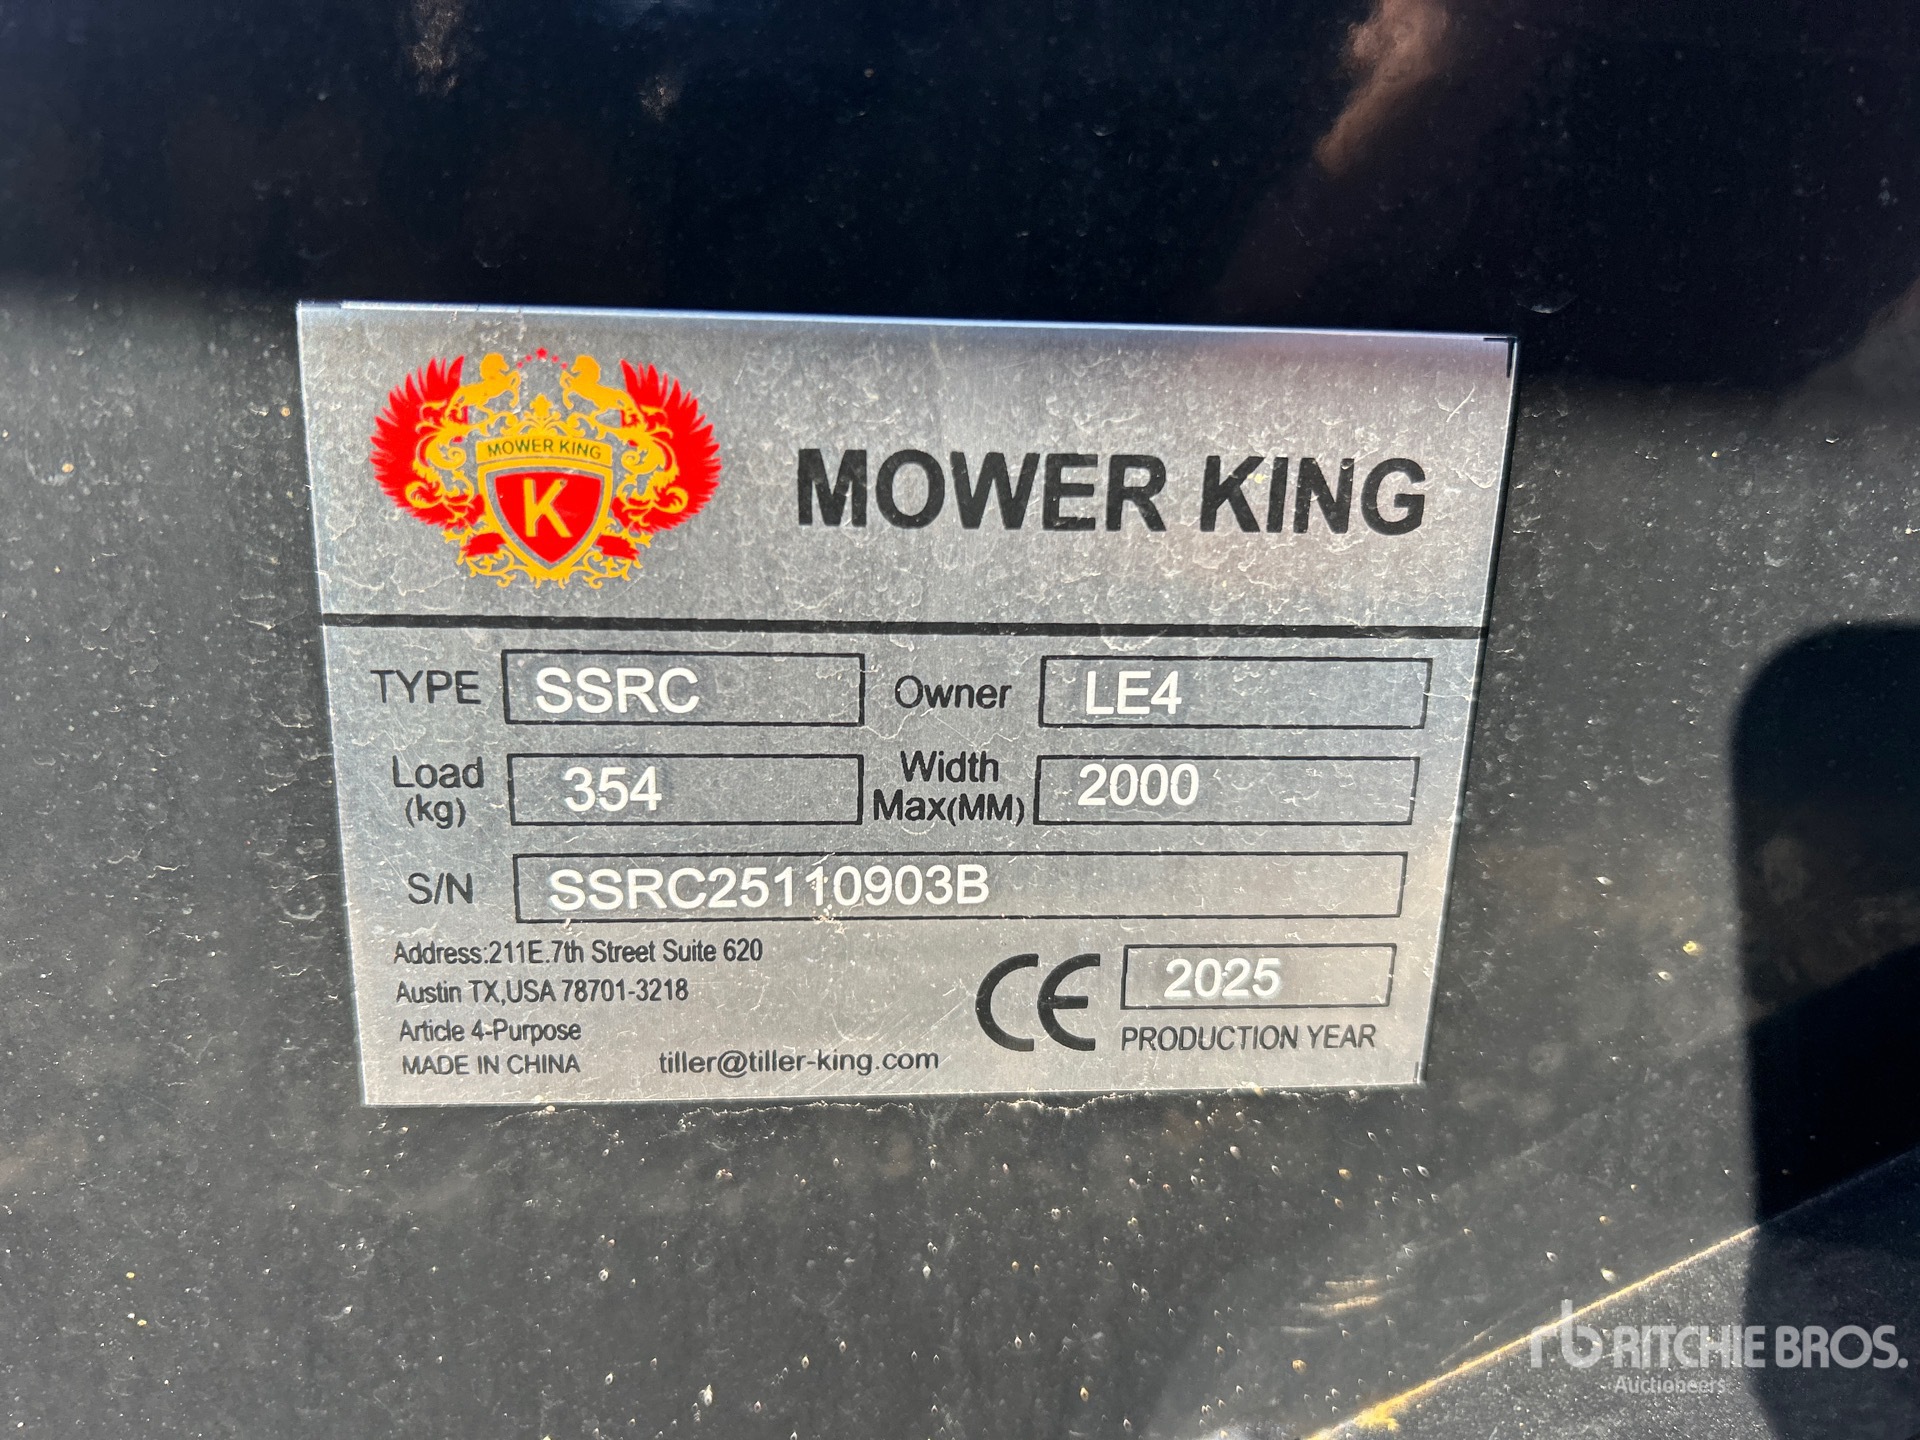 MOWER KING
K
MOWER KING
TYPE SSRC Owner LE4
Load (kg) 354 Width Max(MM) 2000
S/N SSRC25110903B
Address:211E.7th Street Suite 620
Austin TX,USA 78701-3218
Article 4-Purpose
MADE IN CHINA tiller@tiller-king.com
CE 2025
PRODUCTION YEAR
rb RITCHIE BROS.
Auctioneers